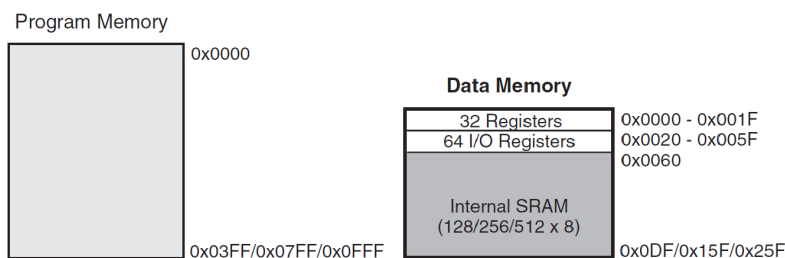 Program Memory
0x0000
0x03FF/0x07FF/0x0FFF
Data Memory
32 Registers
0x0000 - 0x001F
64 I/O Registers
0x0020 - 0x005F
0x0060
Internal SRAM
(128/256/512 x 8)
0x0DF/0x15F/0x25F